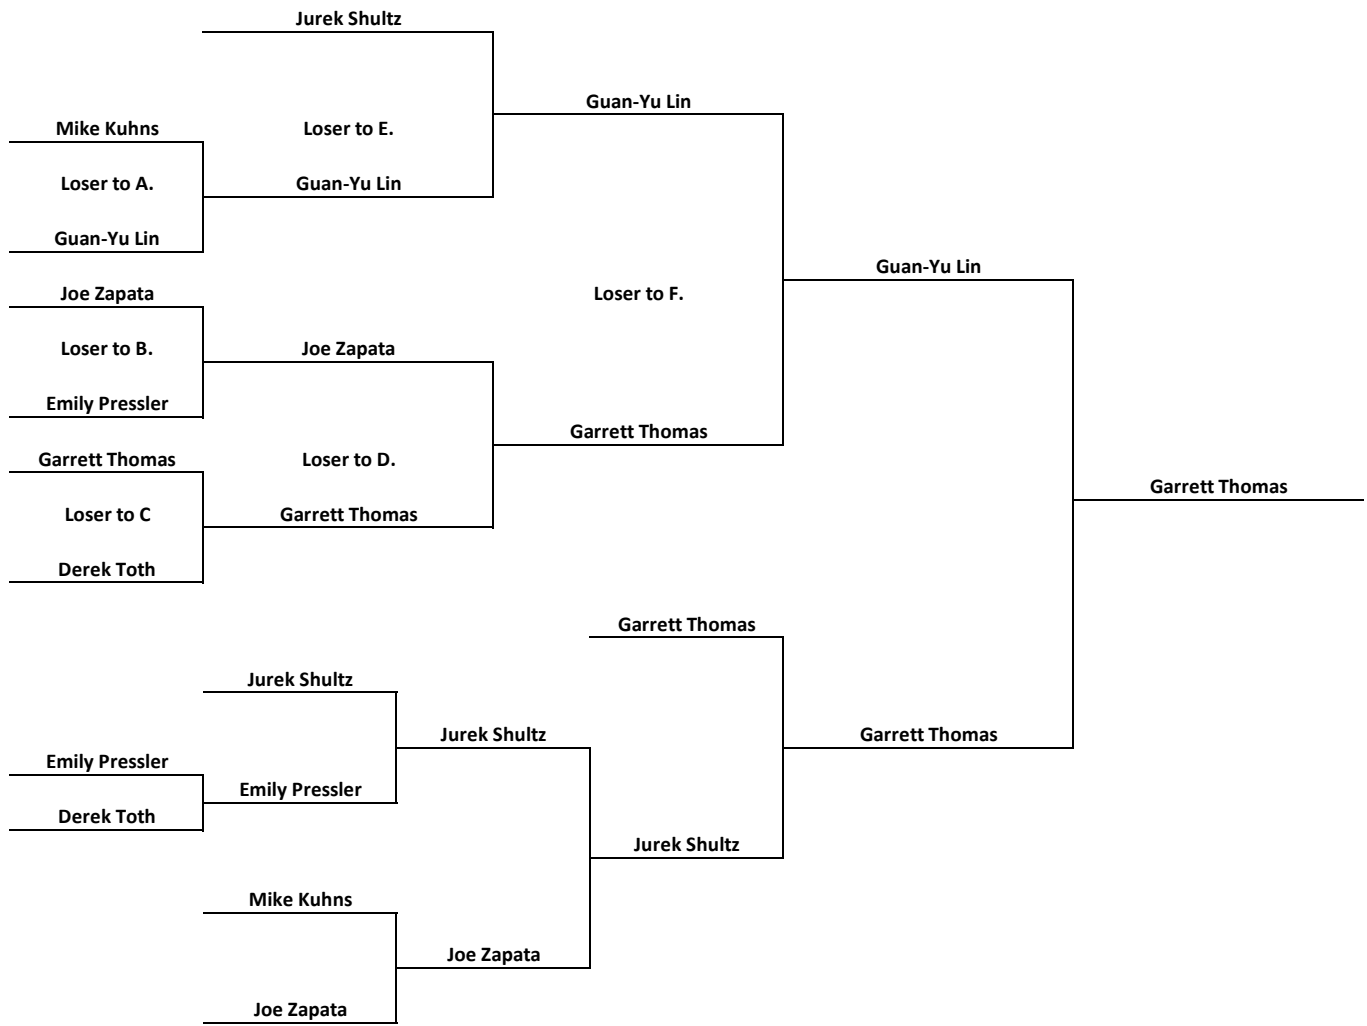 Jurek Shultz
Guan-Yu Lin
Mike Kuhns
Loser to E.
Loser to A.
Guan-Yu Lin
Guan-Yu Lin
Guan-Yu Lin
Joe Zapata
Loser to F.
Loser to B.
Joe Zapata
Emily Pressler
Garrett Thomas
Garrett Thomas
Loser to D.
Garrett Thomas
Loser to C
Garrett Thomas
Derek Toth
Garrett Thomas
Jurek Shultz
Jurek Shultz
Garrett Thomas
Emily Pressler
Emily Pressler
Derek Toth
Jurek Shultz
Mike Kuhns
Joe Zapata
Joe Zapata